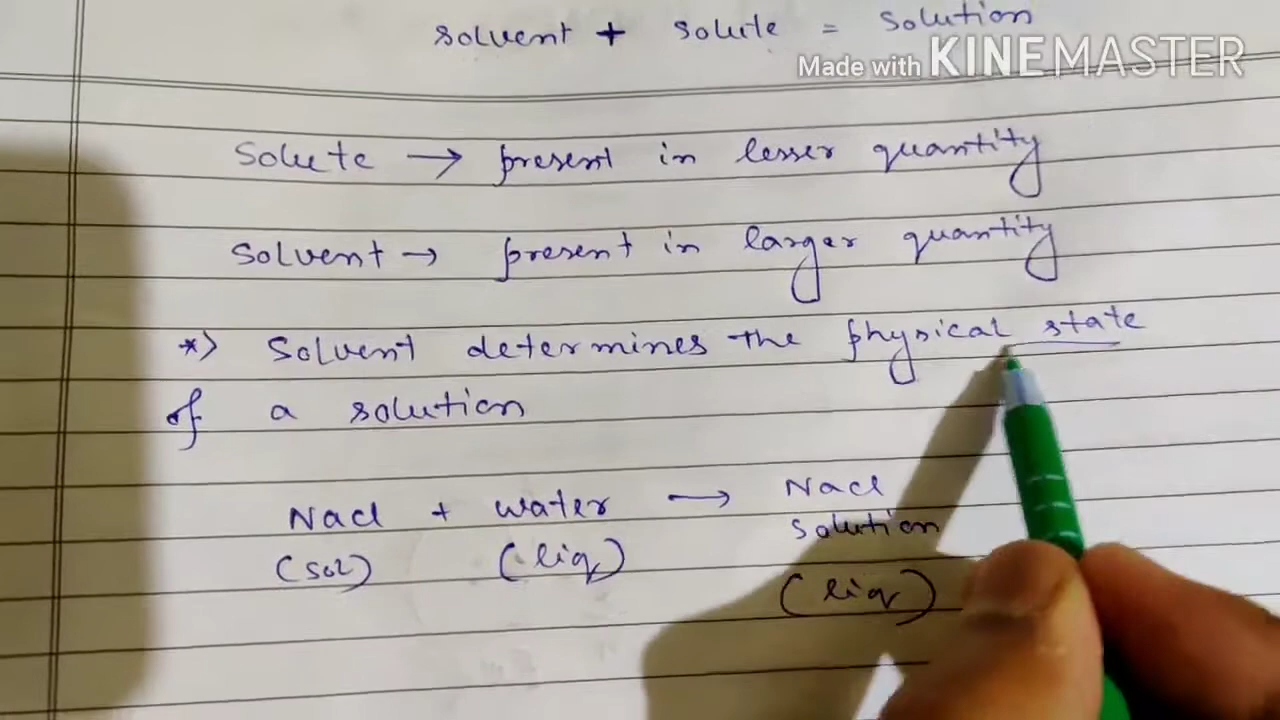 solvent + solute = solution
Made with KINEMASTER
Solute → present in lesser quantity
Solvent → present in larger quantity
*) Solvent determines the physical state
of a solution
NaCl + water → NaCl
solution
(sol) (liq)
(liq)